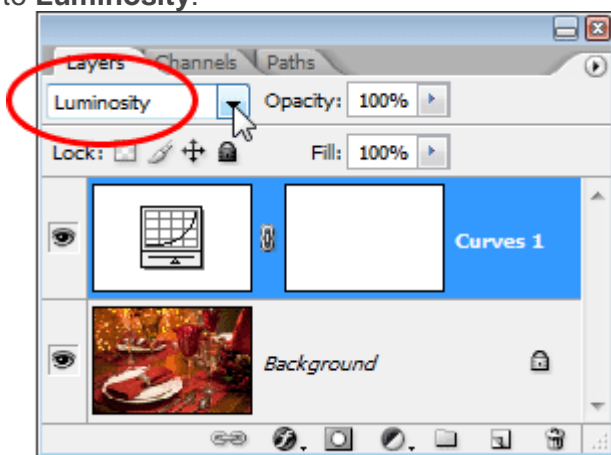 to Luminosity.
Layers Channels Paths
Luminosity Opacity: 100%
Lock: Fill: 100%
Curves 1
Background